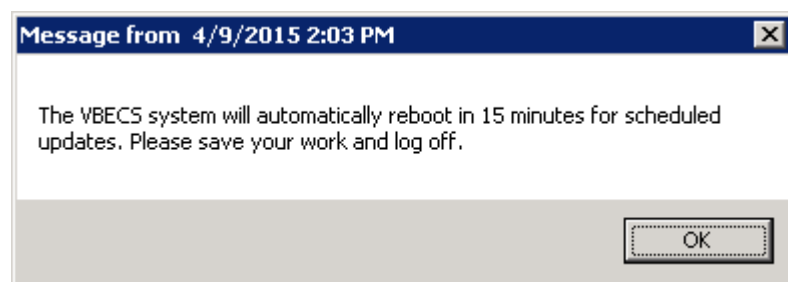 Message from 4/9/2015 2:03 PM
The VBECS system will automatically reboot in 15 minutes for scheduled
updates. Please save your work and log off.
OK